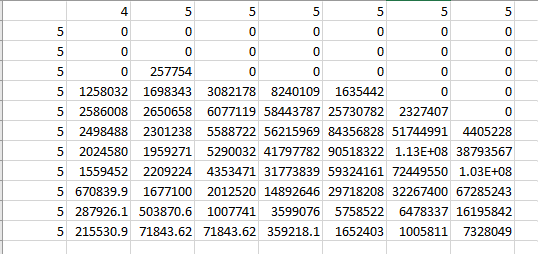 4 5 5 5 5 5 5
5 0 0 0 0 0 0 0
5 0 0 0 0 0 0 0
5 0 257754 0 0 0 0 0
5 1258032 1698343 3082178 8240109 1635442 0 0
5 2586008 2650658 6077119 58443787 25730782 2327407 0
5 2498488 2301238 5588722 56215969 84356828 51744991 4405228
5 2024580 1959271 5290032 41797782 90518322 1.13E+08 38793567
5 1559452 2209224 4353471 31773839 59324161 72449550 1.03E+08
5 670839.9 1677100 2012520 14892646 29718208 32267400 67285243
5 287926.1 503870.6 1007741 3599076 5758522 6478337 16195842
5 215530.9 71843.62 71843.62 359218.1 1652403 1005811 7328049